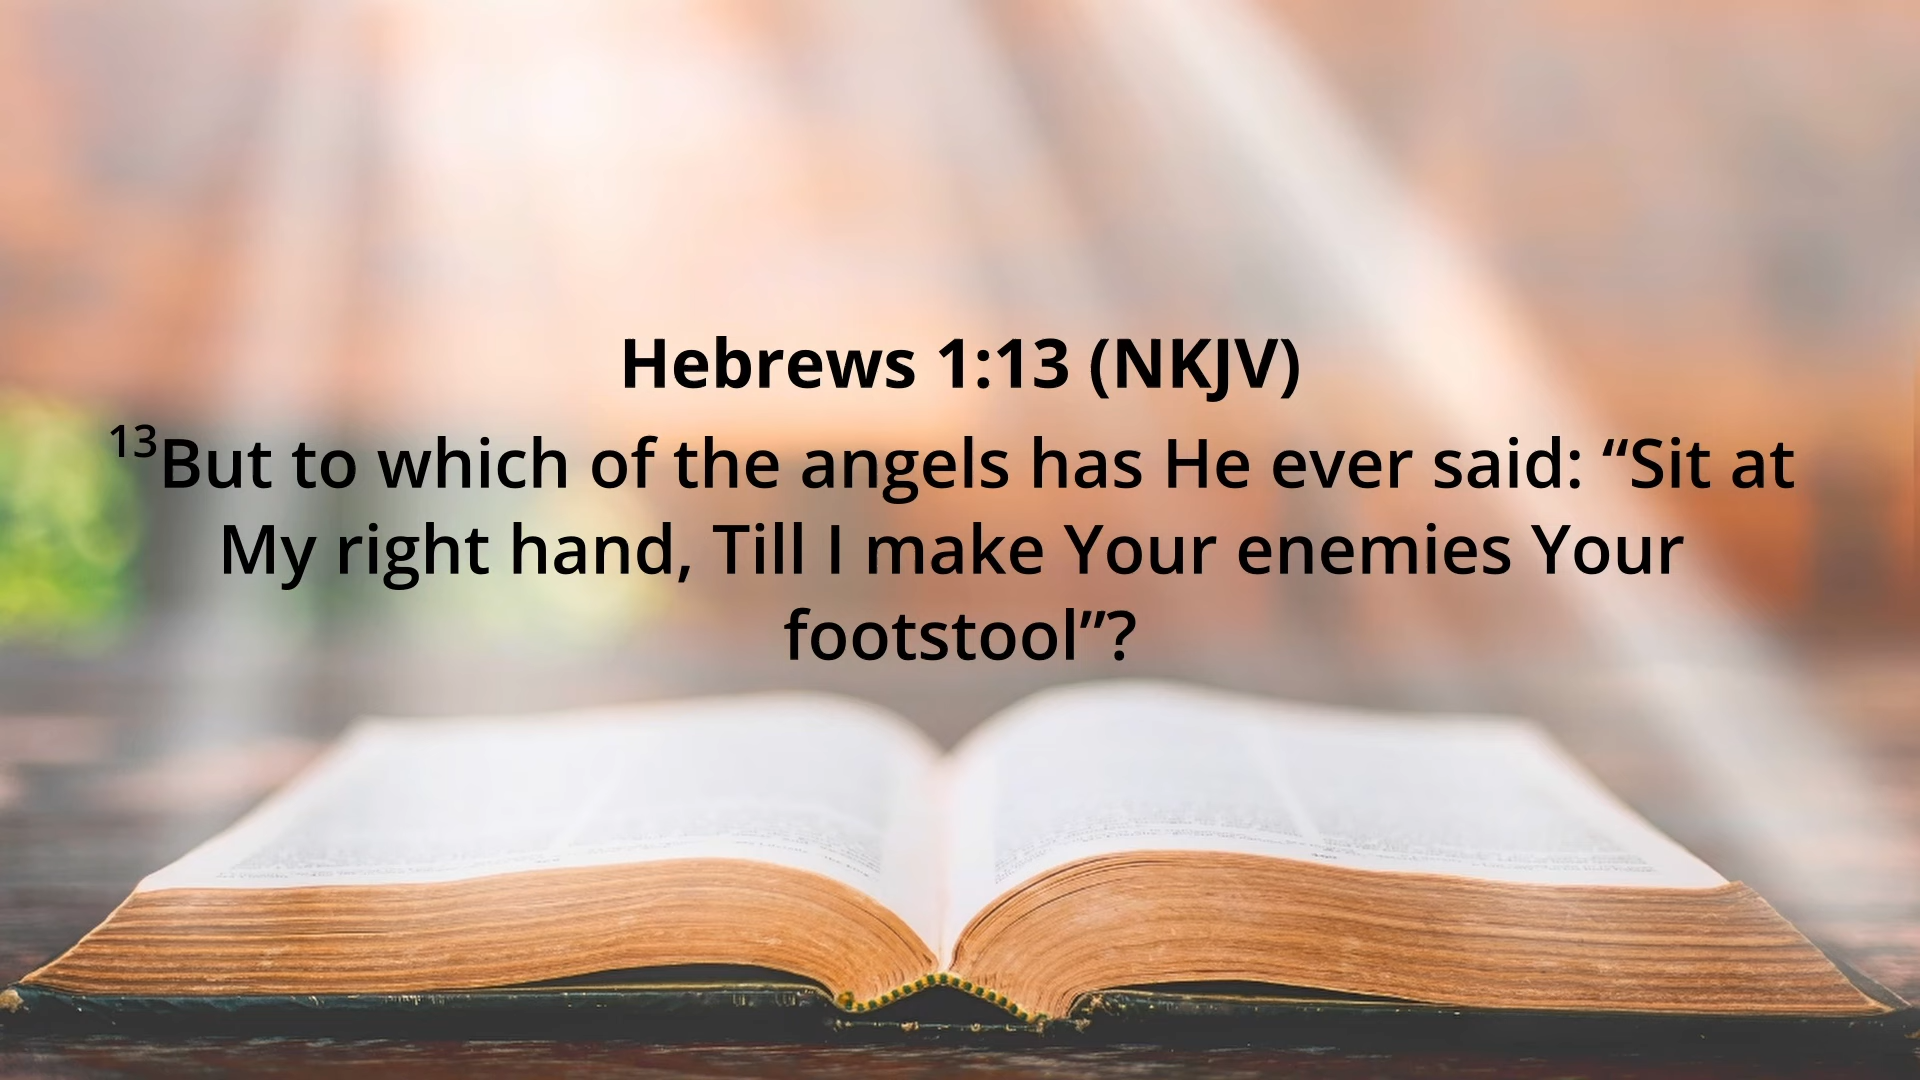 Hebrews 1:13 (NKJV)
13But to which of the angels has He ever said: “Sit at
My right hand, Till I make Your enemies Your
footstool”?